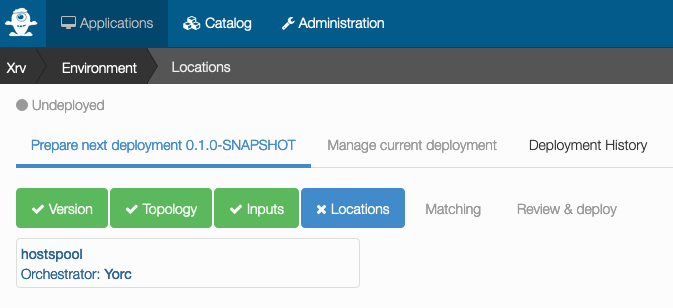 Applications Catalog Administration
Xrv Environment Locations
Undeployed
Prepare next deployment 0.1.0-SNAPSHOT Manage current deployment Deployment History
Version Topology Inputs Locations Matching Review & deploy
hostspool
Orchestrator: Yorc